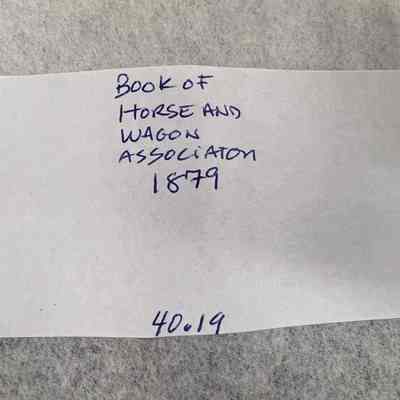 BOOK OF
HORSE AND
WAGON
ASSOCIATON
1879
40.19